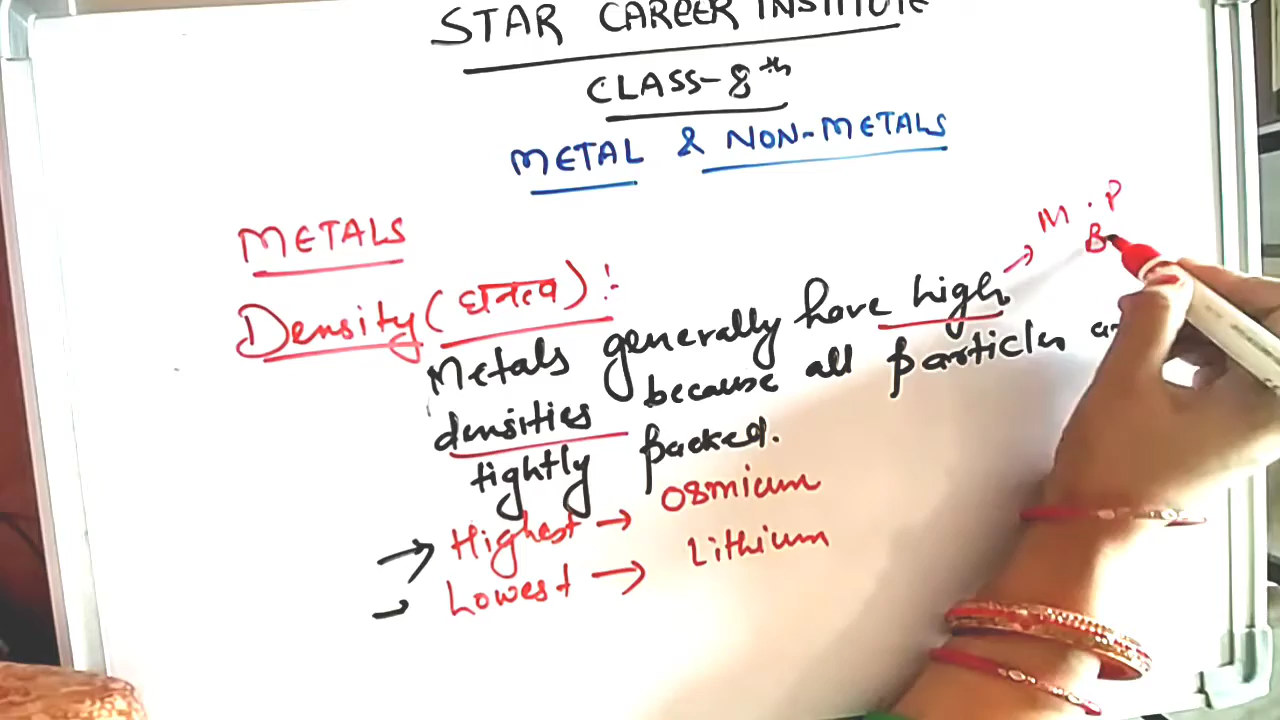 STAR CAREER INSTITUTE
CLASS-8th
METAL & NON-METALS
METALS
M.P
B
Density (घनत्व) :-
Metals generally have high
densities because all particles
tightly packed.
Highest → Osmium
Lowest → Lithium